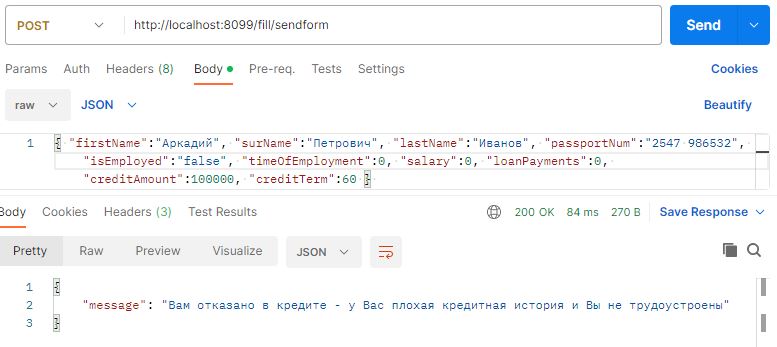 POST http://localhost:8099/fill/sendform Send
Params Auth Headers (8) Body Pre-req. Tests Settings Cookies
raw JSON Beautify
1 { "firstName":"Аркадий", "surName":"Петрович", "lastName":"Иванов", "passportNum":"2547 986532",
"isEmployed":"false", "timeOfEmployment":0, "salary":0, "loanPayments":0,
"creditAmount":100000, "creditTerm":60 }
Body Cookies Headers (3) Test Results 200 OK 84 ms 270 B Save Response
Pretty Raw Preview Visualize JSON
1 {
2 "message": "Вам отказано в кредите - у Вас плохая кредитная история и Вы не трудоустроены"
3 }